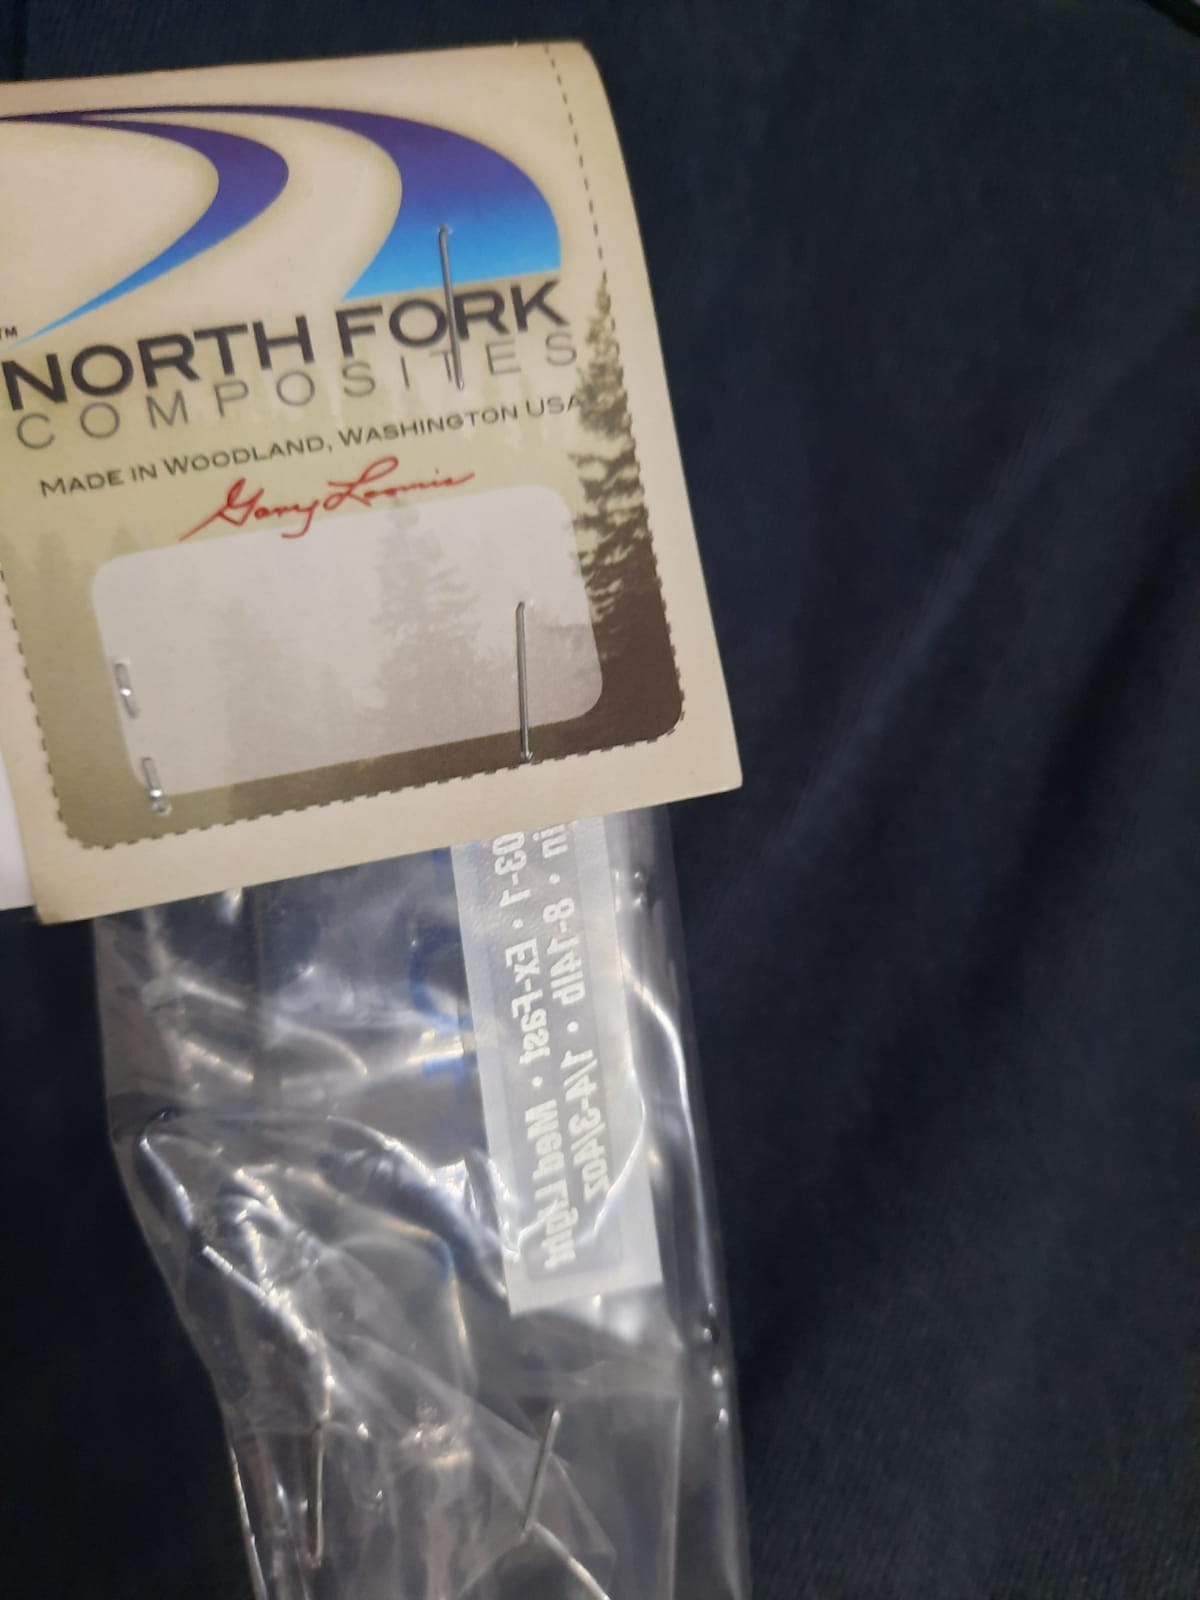 ™
NORTH FORK
COMPOSITES
MADE IN WOODLAND, WASHINGTON USA
Gary Loomis
03-1 • Ex-Fast • Med Light
in • 8-14lb • 1/4-3/4oz